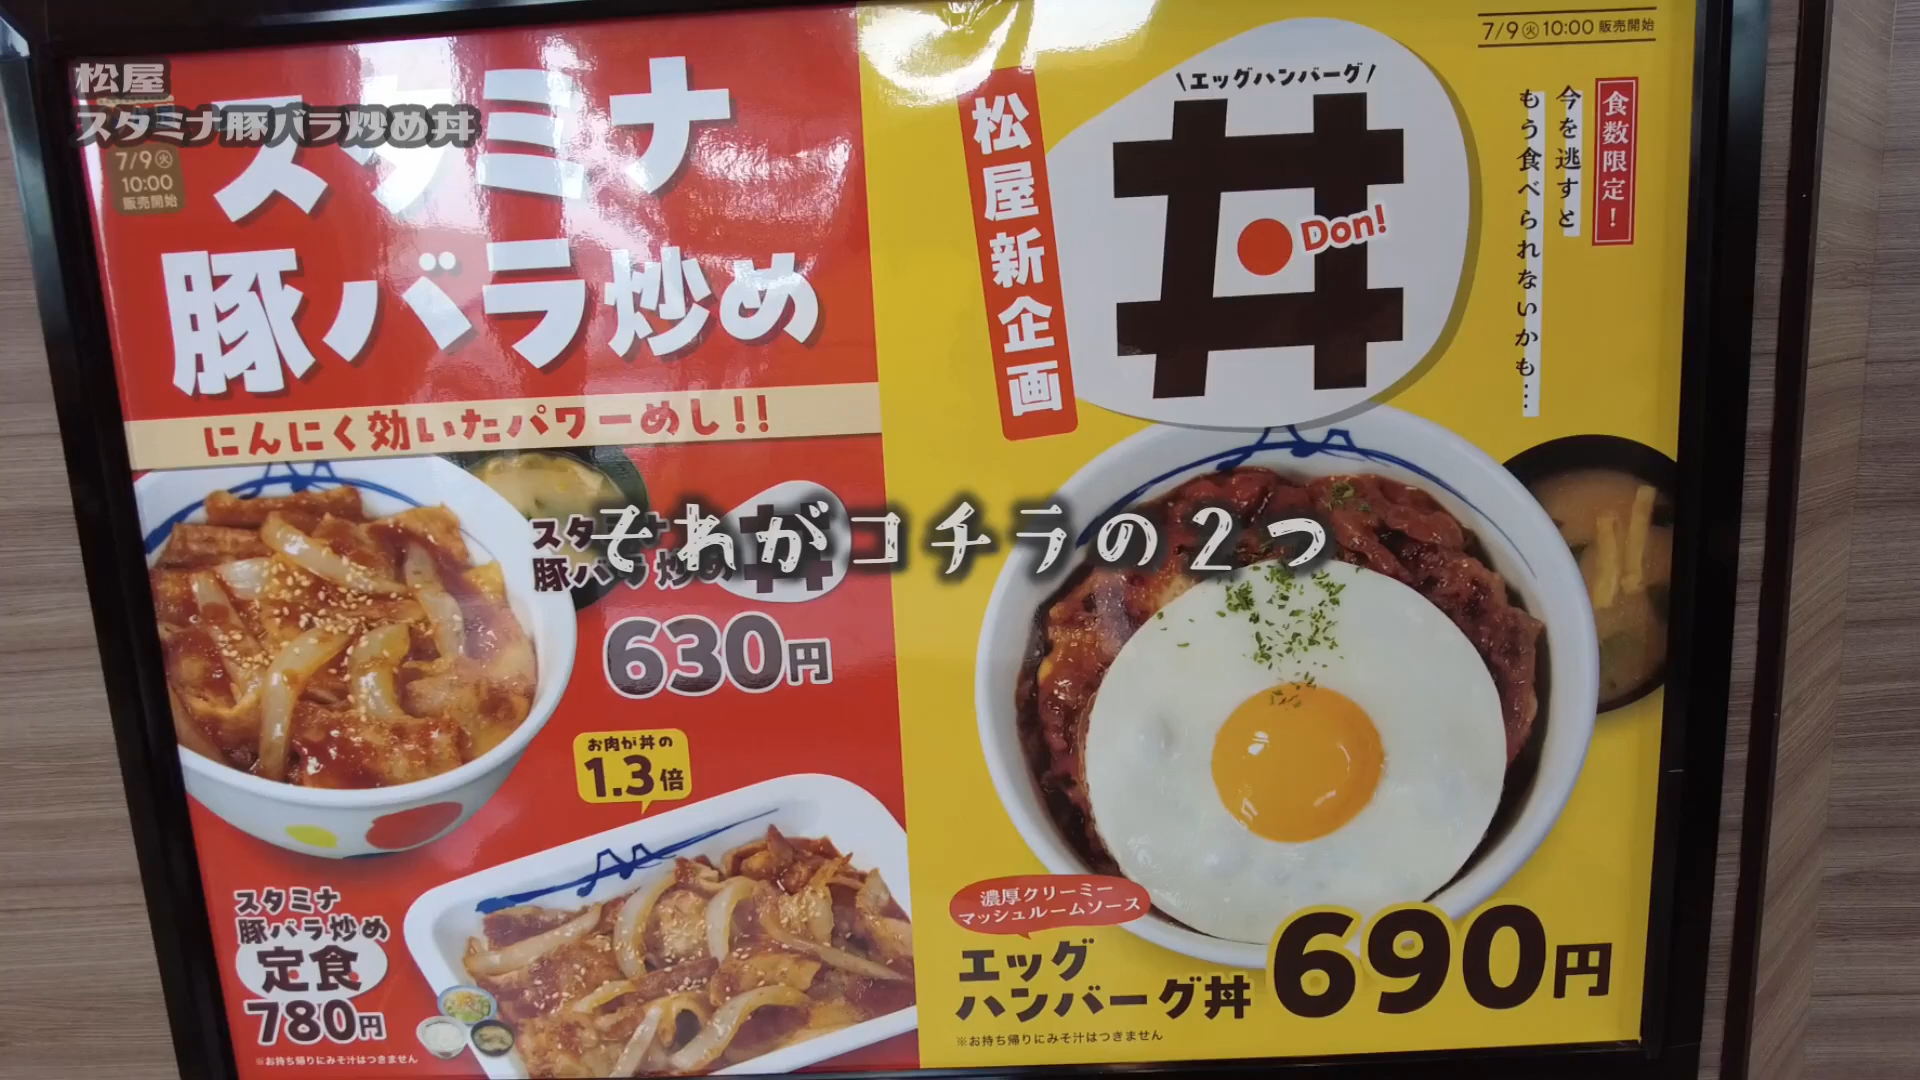 松屋
スタミナ豚バラ炒め丼
7/9㊋
10:00
販売開始
スタミナ
豚バラ炒め
にんにく効いたパワーめし!!
スタミナ
豚バラ炒め丼
630円
お肉が丼の
1.3倍
スタミナ
豚バラ炒め
定食
780円
※お持ち帰りにみそ汁はつきません
それがコチラの2つ
7/9㊋10:00販売開始
松屋新企画
\エッグハンバーグ/
丼
Don!
食数限定!
今を逃すと
もう食べられないかも…
濃厚クリーミー
マッシュルームソース
エッグ
ハンバーグ丼
690円
※お持ち帰りにみそ汁はつきません